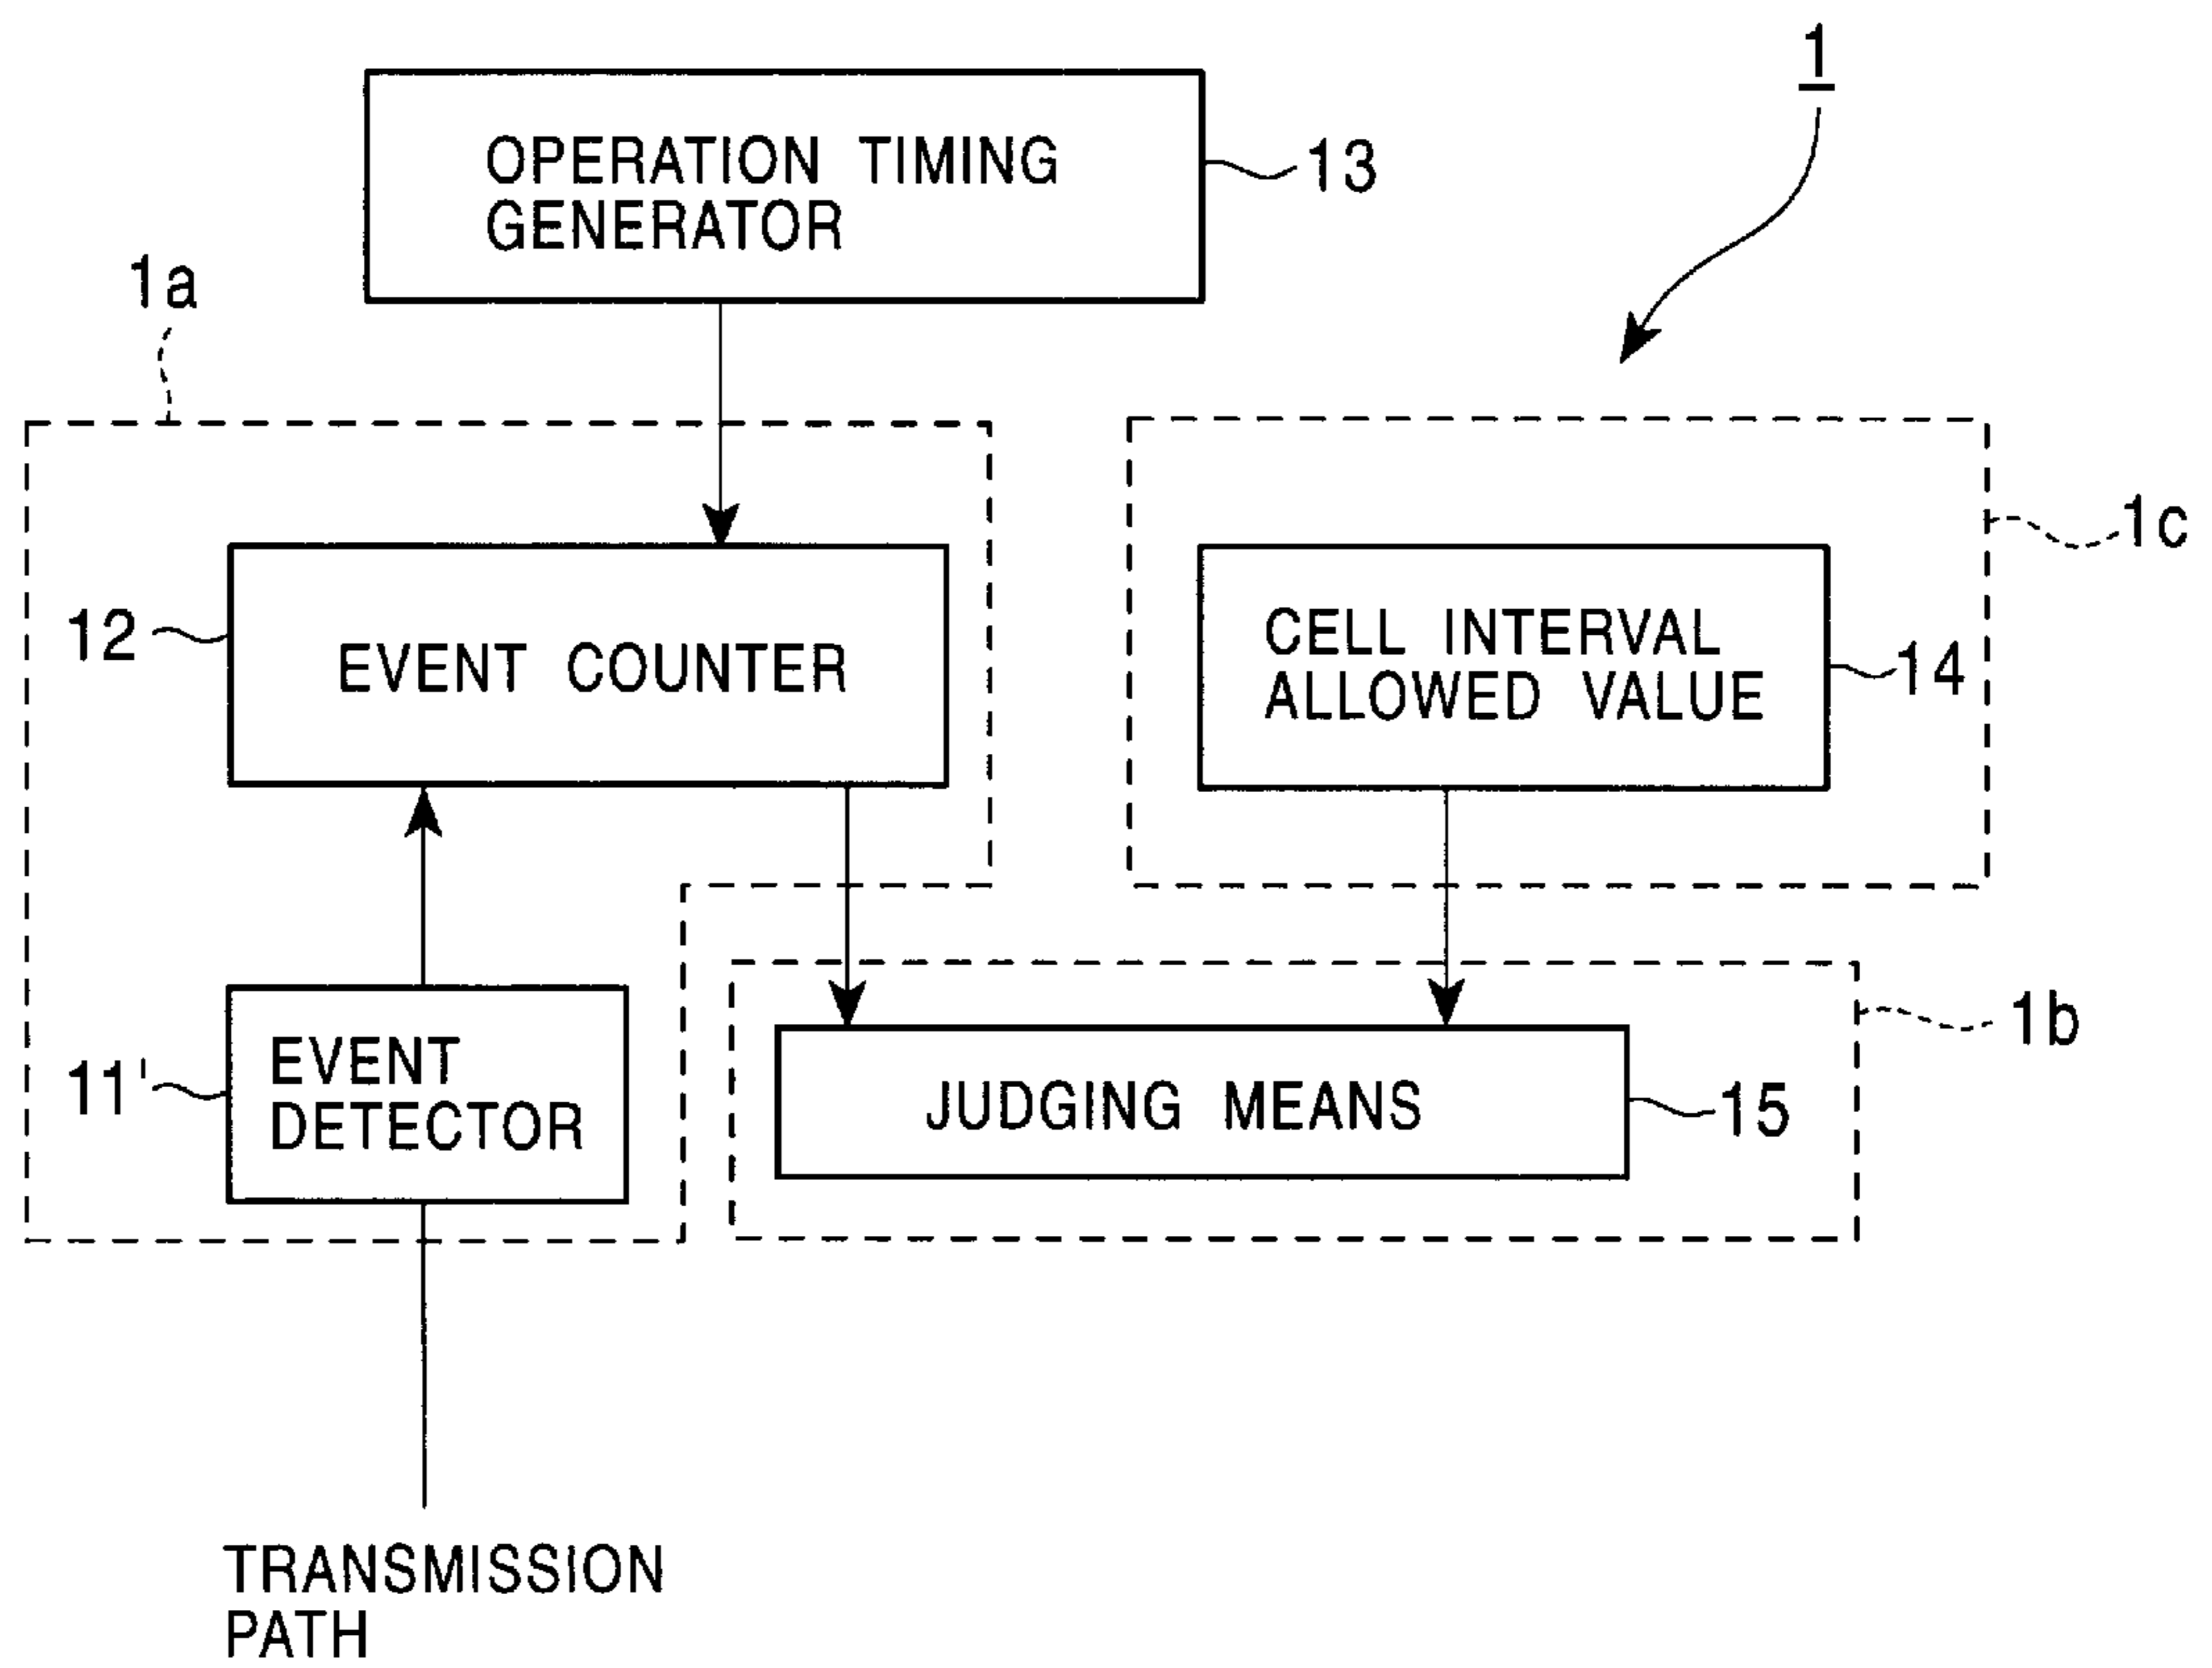 1
OPERATION TIMING
GENERATOR
13
1a
1c
12
EVENT COUNTER
CELL INTERVAL
ALLOWED VALUE
14
1b
11'
EVENT
DETECTOR
JUDGING MEANS
15
TRANSMISSION
PATH